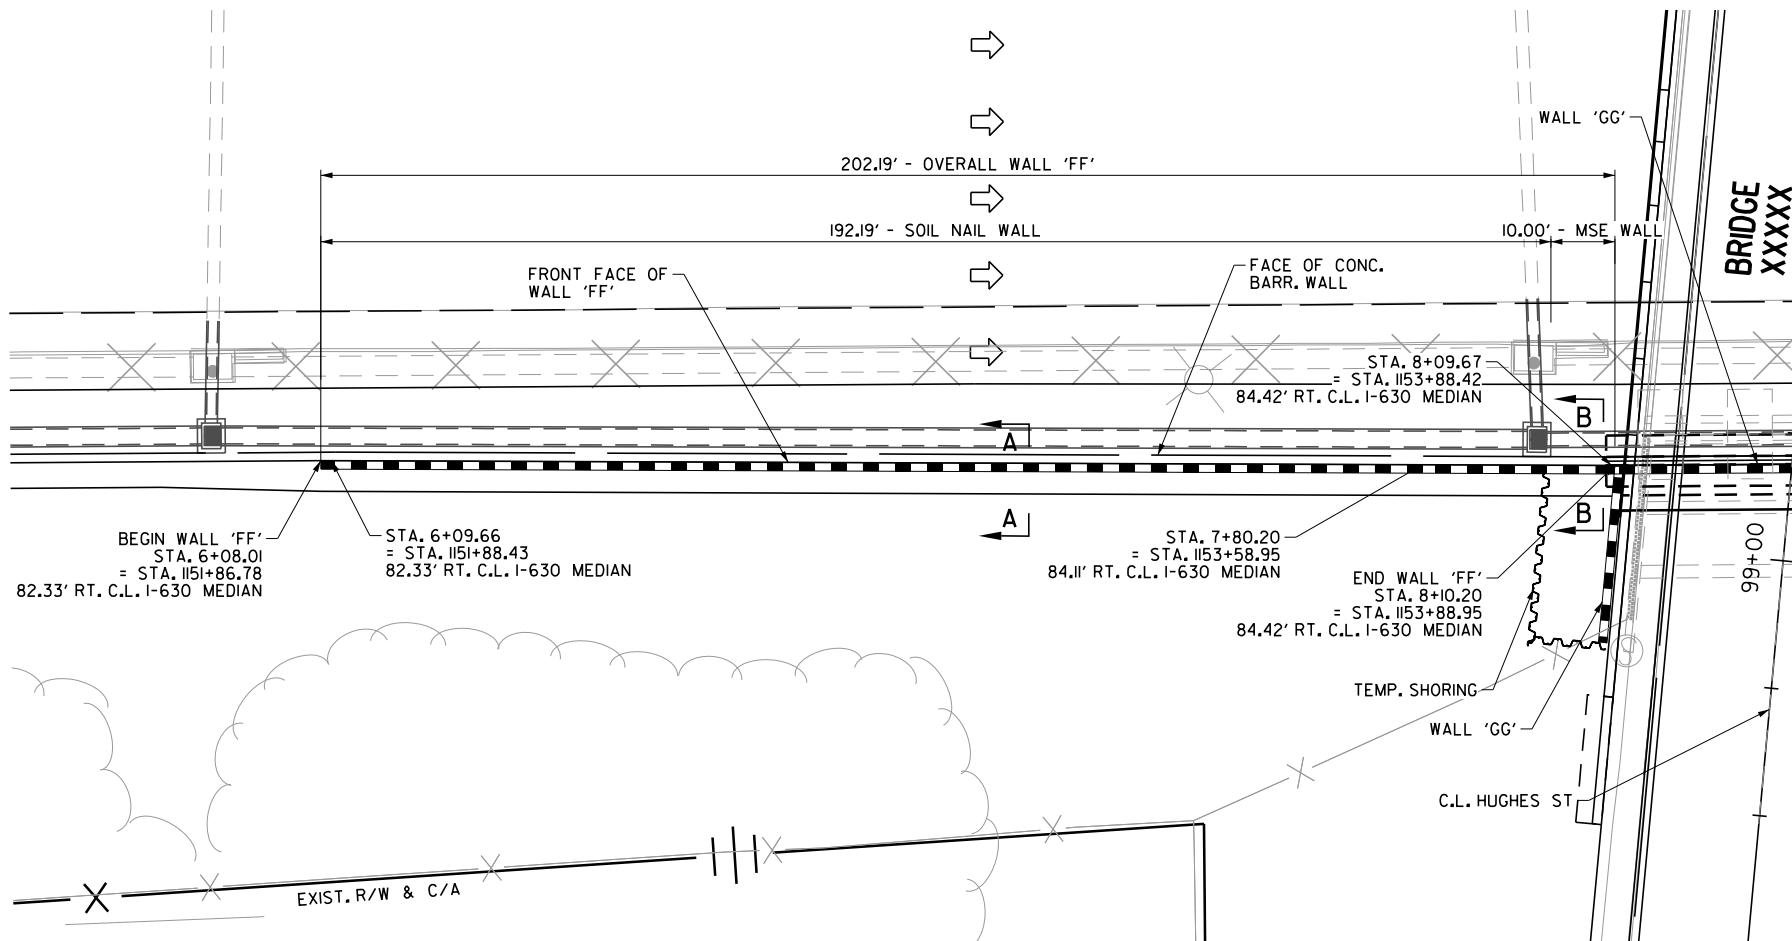 WALL 'GG'
202.19' - OVERALL WALL 'FF'
192.19' - SOIL NAIL WALL
10.00' - MSE WALL
BRIDGE
XXXXX
FRONT FACE OF
WALL 'FF'
FACE OF CONC.
BARR. WALL
STA. 8+09.67
= STA. 1153+88.42
84.42' RT. C.L. I-630 MEDIAN
A
B
BEGIN WALL 'FF'
STA. 6+08.01
= STA. 1151+86.78
82.33' RT. C.L. I-630 MEDIAN
STA. 6+09.66
= STA. 1151+88.43
82.33' RT. C.L. I-630 MEDIAN
A
B
STA. 7+80.20
= STA. 1153+58.95
84.11' RT. C.L. I-630 MEDIAN
END WALL 'FF'
STA. 8+10.20
= STA. 1153+88.95
84.42' RT. C.L. I-630 MEDIAN
99+00
TEMP. SHORING
WALL 'GG'
C.L. HUGHES ST
EXIST. R/W & C/A